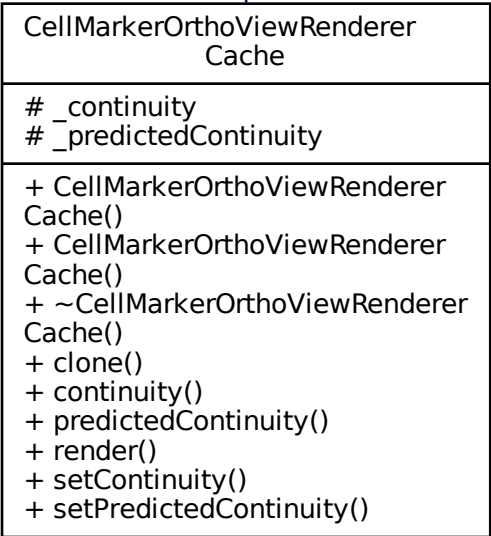 CellMarkerOrthoViewRenderer
Cache
# _continuity
# _predictedContinuity
+ CellMarkerOrthoViewRenderer
Cache()
+ CellMarkerOrthoViewRenderer
Cache()
+ ~CellMarkerOrthoViewRenderer
Cache()
+ clone()
+ continuity()
+ predictedContinuity()
+ render()
+ setContinuity()
+ setPredictedContinuity()